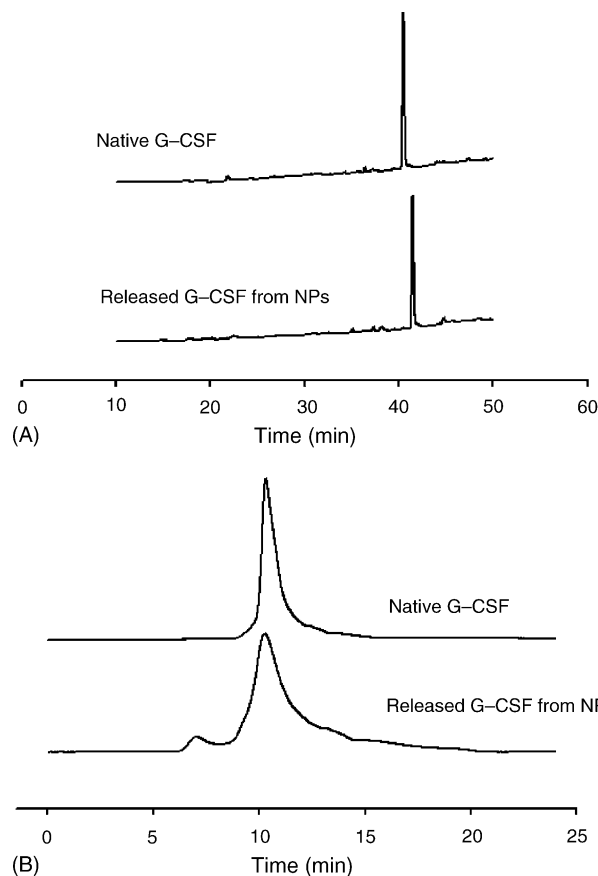 Native G–CSF
Released G–CSF from NPs
0 10 20 30 40 50 60
(A) Time (min)
Native G–CSF
Released G–CSF from NP
0 5 10 15 20 25
(B) Time (min)